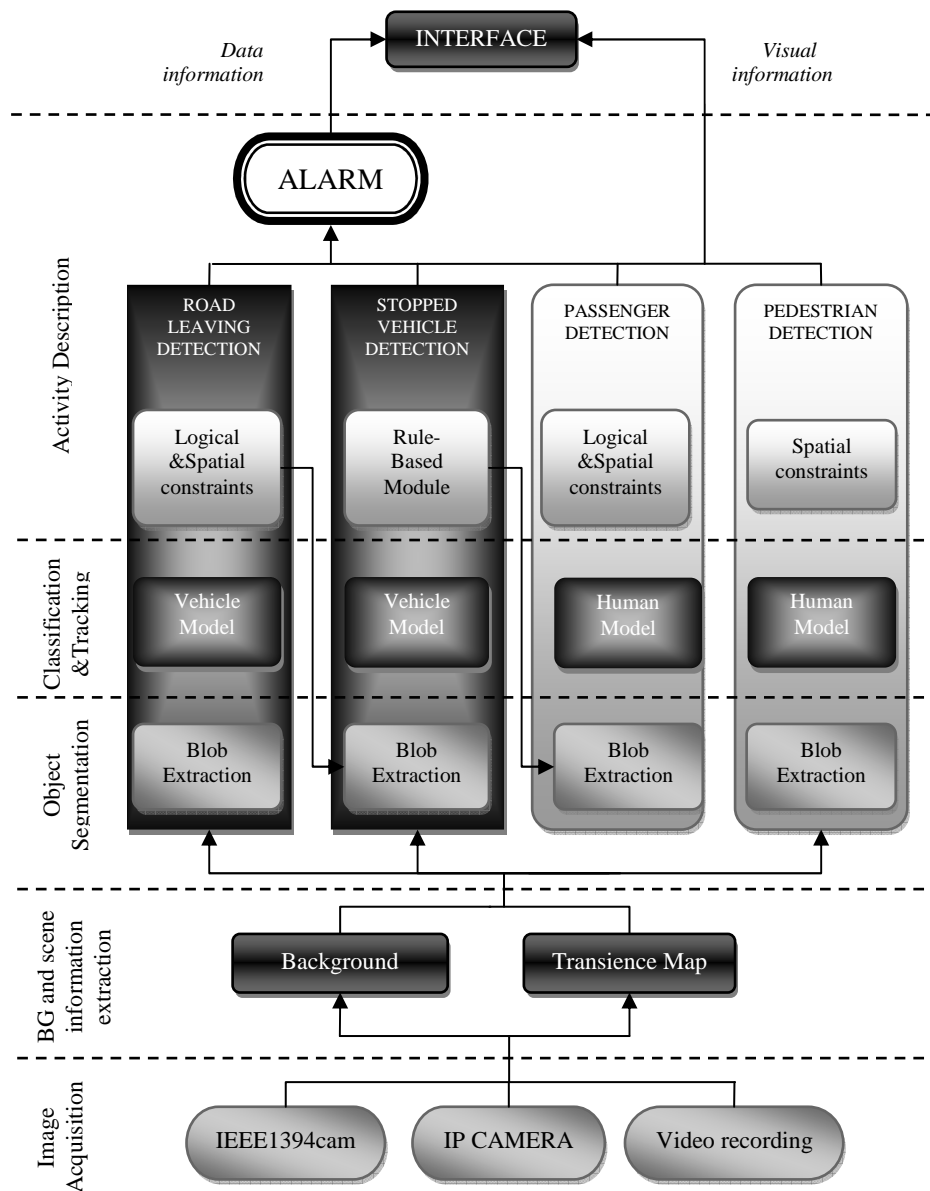 INTERFACE
Data
information
Visual
information
ALARM
Activity Description
ROAD
LEAVING
DETECTION
STOPPED
VEHICLE
DETECTION
PASSENGER
DETECTION
PEDESTRIAN
DETECTION
Logical
&Spatial
constraints
Rule-
Based
Module
Logical
&Spatial
constraints
Spatial
constraints
Classification
&Tracking
Vehicle
Model
Vehicle
Model
Human
Model
Human
Model
Object
Segmentation
Blob
Extraction
Blob
Extraction
Blob
Extraction
Blob
Extraction
BG and scene
information
extraction
Background
Transience Map
Image
Acquisition
IEEE1394cam
IP CAMERA
Video recording